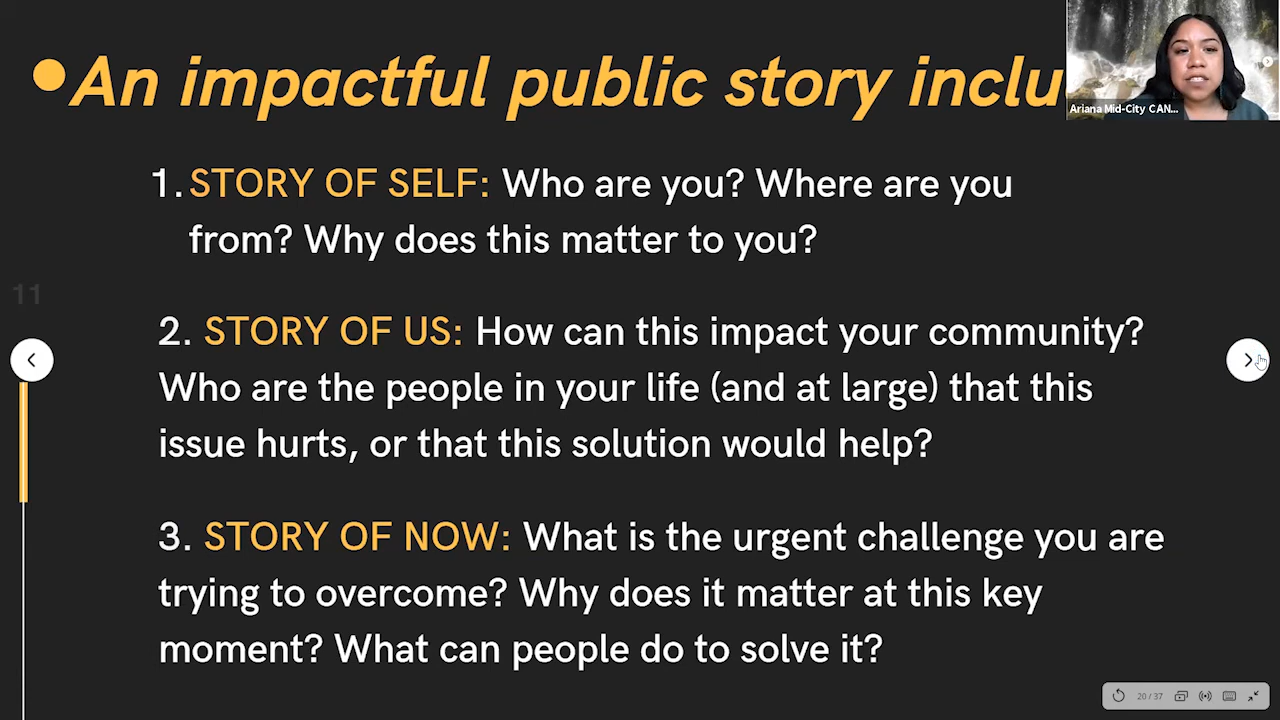 •An impactful public story inclu
Ariana Mid-City CAN...
1. STORY OF SELF: Who are you? Where are you
from? Why does this matter to you?
11
2. STORY OF US: How can this impact your community?
Who are the people in your life (and at large) that this
issue hurts, or that this solution would help?
3. STORY OF NOW: What is the urgent challenge you are
trying to overcome? Why does it matter at this key
moment? What can people do to solve it?
20 / 37